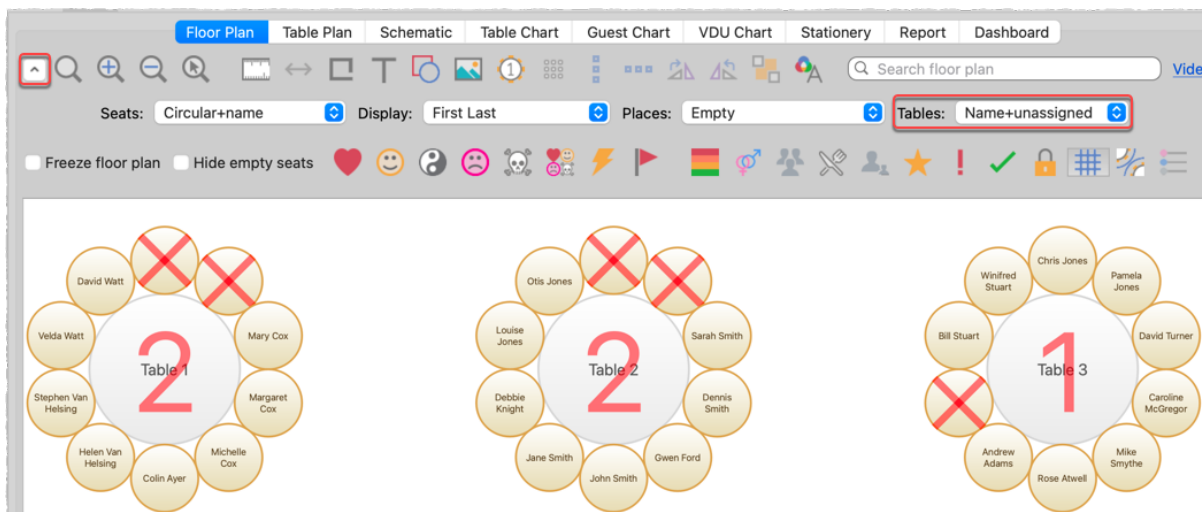 Floor Plan Table Plan Schematic Table Chart Guest Chart VDU Chart Stationery Report Dashboard
1 Search floor plan Vide
Seats: Circular+name Display: First Last Places: Empty Tables: Name+unassigned
Freeze floor plan Hide empty seats
David Watt
Velda Watt
Stephen Van
Helsing
Helen Van
Helsing
Colin Ayer
Michelle
Cox
Margaret
Cox
Mary Cox
Table 1
2
Otis Jones
Louise
Jones
Debbie
Knight
Jane Smith
John Smith
Gwen Ford
Dennis
Smith
Sarah Smith
Table 2
2
Chris Jones
Winifred
Stuart
Pamela
Jones
Bill Stuart
David Turner
Caroline
McGregor
Andrew
Adams
Mike
Smythe
Rose Atwell
Table 3
1